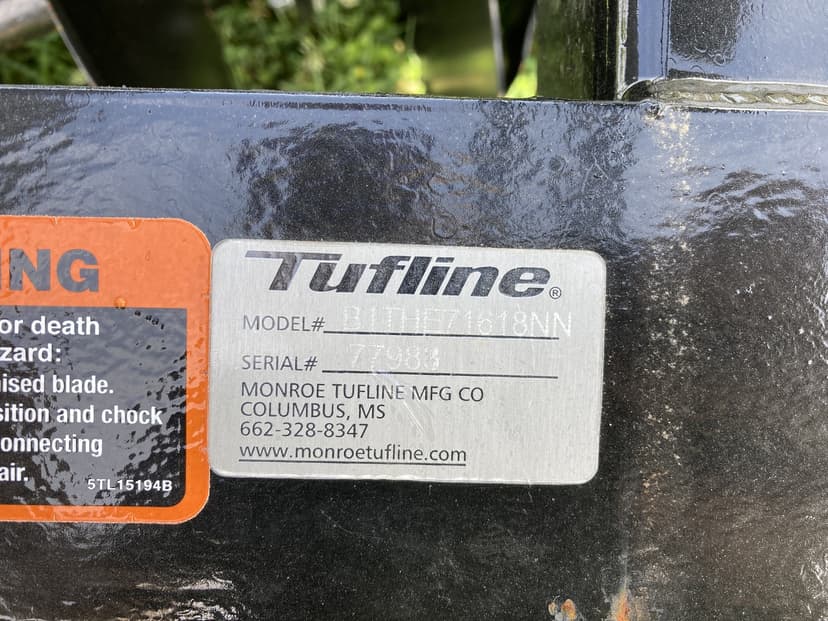 NG
or death
zard:
ised blade.
sition and chock
onnecting
air.
5TL15194B
Tufline®
MODEL# B1THE71618NN
SERIAL# 77983
MONROE TUFLINE MFG CO
COLUMBUS, MS
662-328-8347
www.monroetufline.com